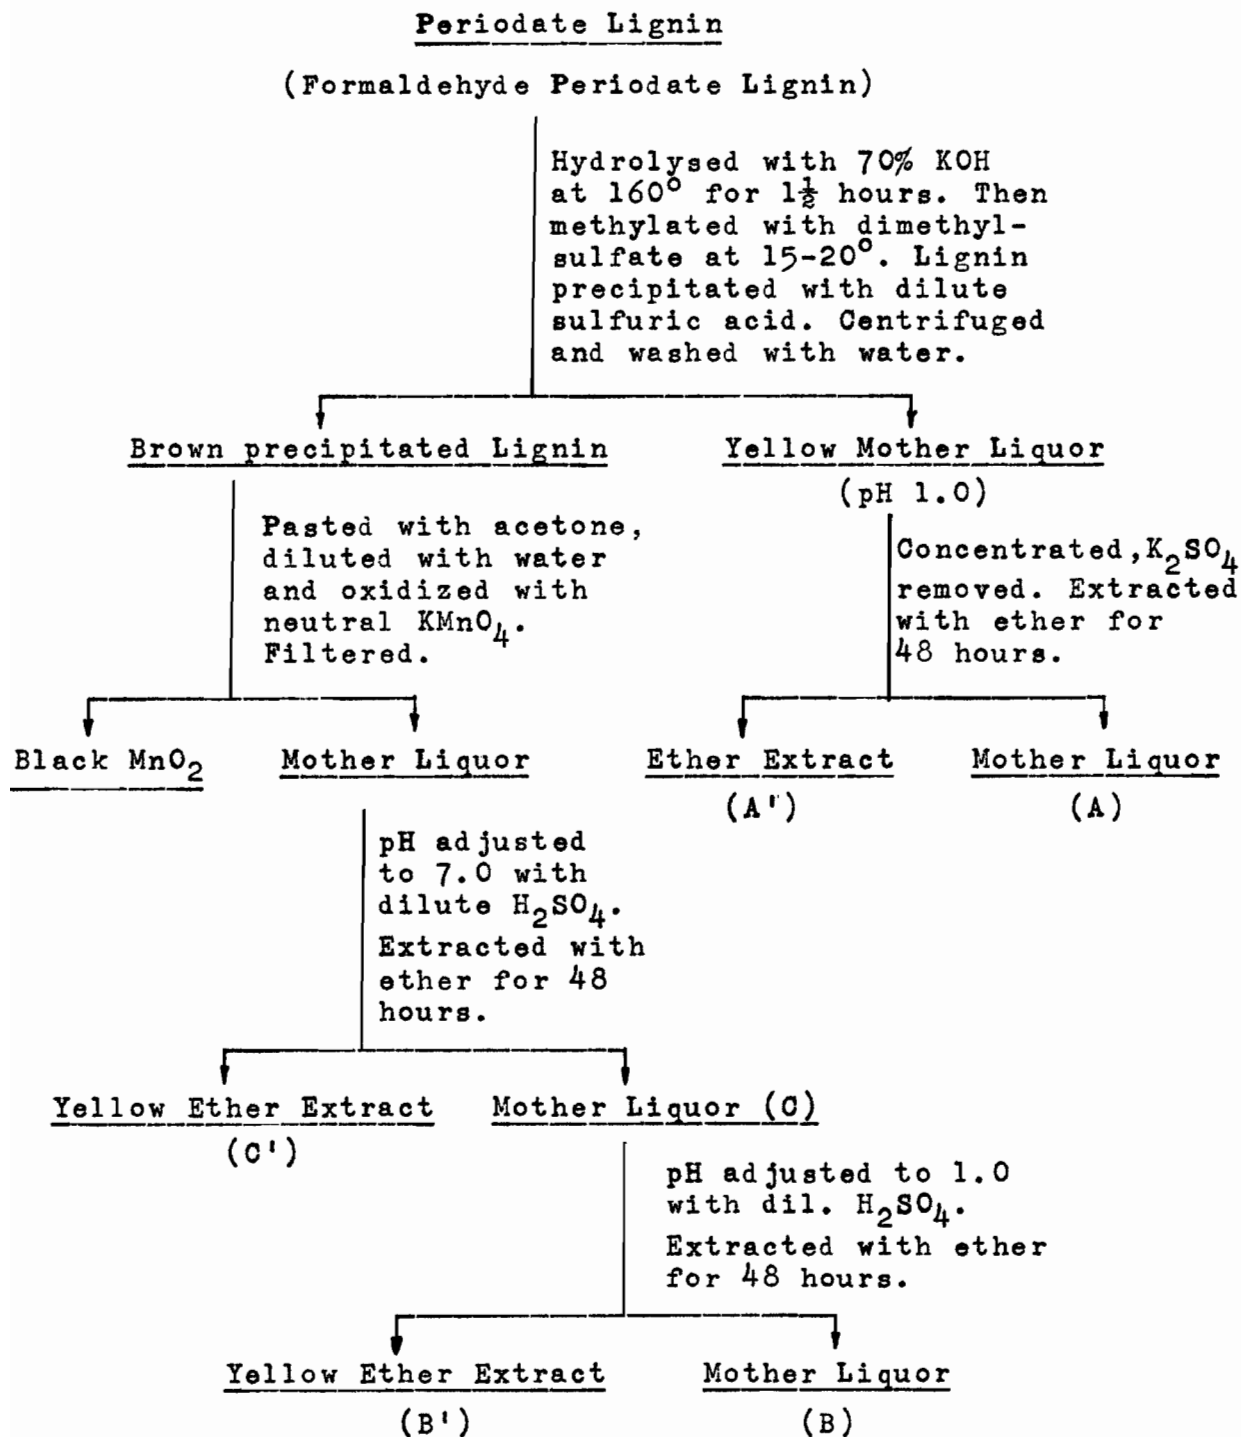 Periodate Lignin
(Formaldehyde Periodate Lignin)
Hydrolysed with 70% KOH
at 160° for 1½ hours. Then
methylated with dimethyl-
sulfate at 15-20°. Lignin
precipitated with dilute
sulfuric acid. Centrifuged
and washed with water.
Brown precipitated Lignin
Yellow Mother Liquor
(pH 1.0)
Pasted with acetone,
diluted with water
and oxidized with
neutral KMnO₄.
Filtered.
Concentrated, K₂SO₄
removed. Extracted
with ether for
48 hours.
Black MnO₂
Mother Liquor
Ether Extract
(A')
Mother Liquor
(A)
pH adjusted
to 7.0 with
dilute H₂SO₄.
Extracted with
ether for 48
hours.
Yellow Ether Extract
(C')
Mother Liquor (C)
pH adjusted to 1.0
with dil. H₂SO₄.
Extracted with ether
for 48 hours.
Yellow Ether Extract
(B')
Mother Liquor
(B)